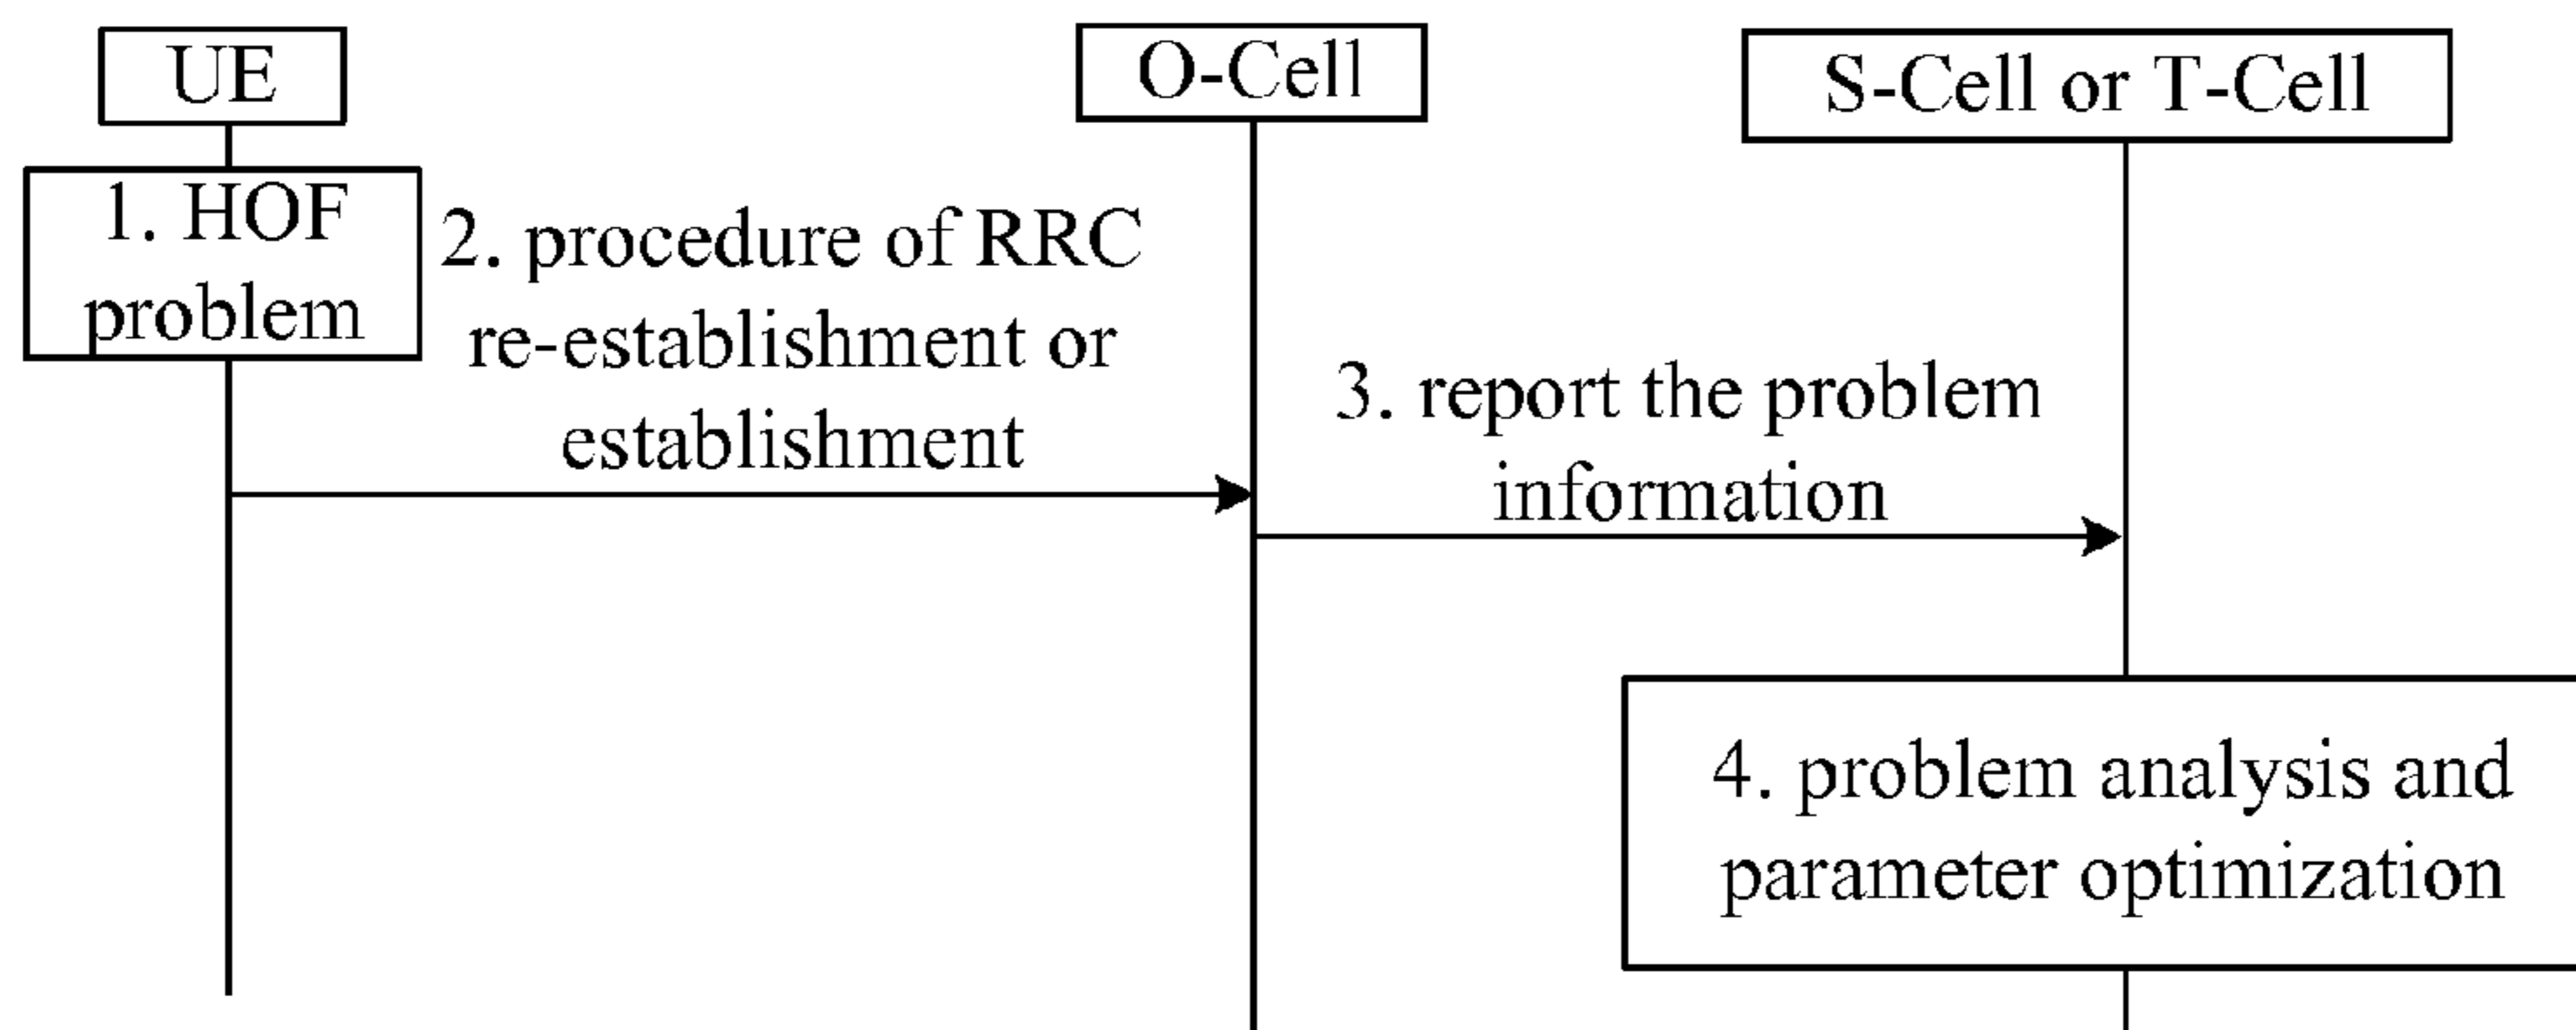 UE
O-Cell
S-Cell or T-Cell
1. HOF
problem
2. procedure of RRC
re-establishment or
establishment
3. report the problem
information
4. problem analysis and
parameter optimization